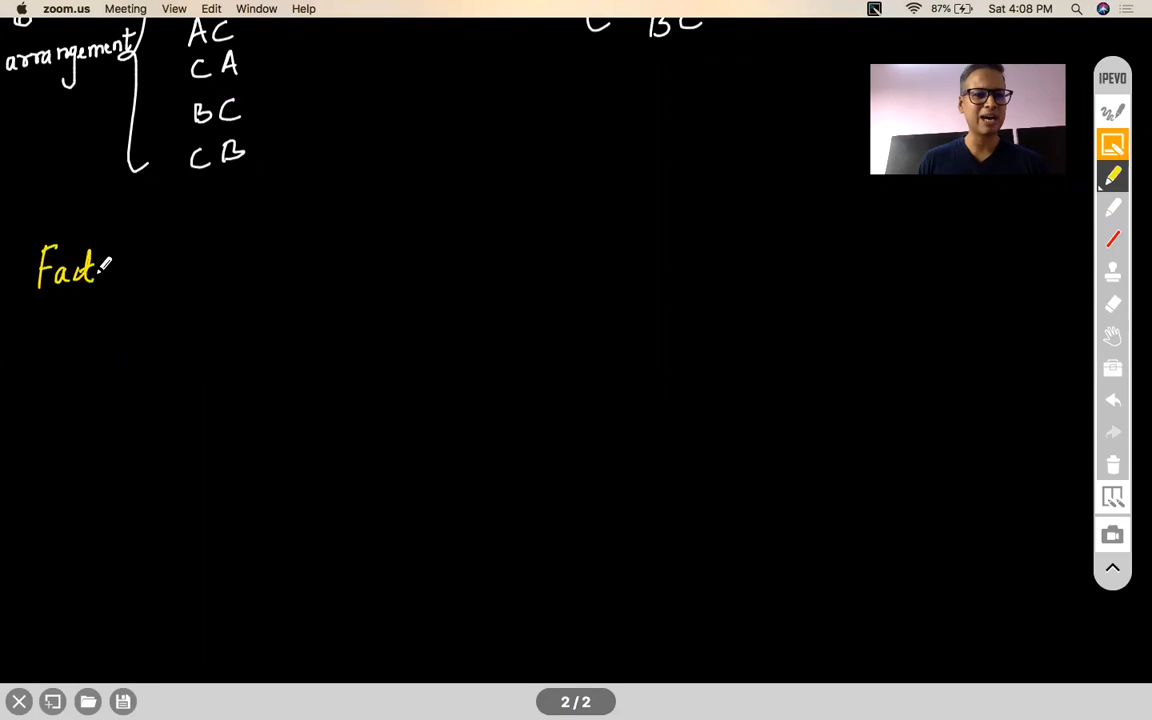 zoom.us Meeting View Edit Window Help 87% Sat 4:08 PM
AC
BC
arrangement
CA
IPEVO
BC
CB
Fact
2/2